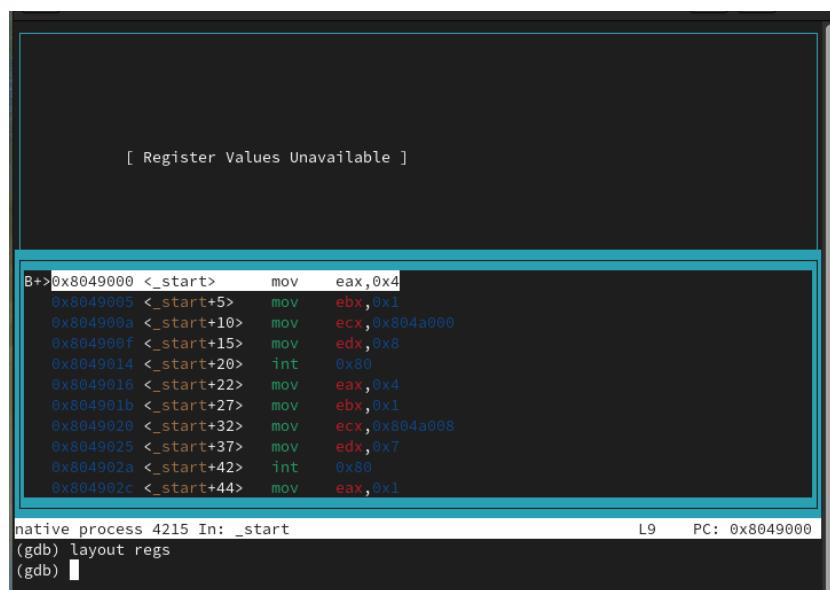 [ Register Values Unavailable ]
B+>0x8049000 <_start> mov eax,0x4
0x8049005 <_start+5> mov ebx,0x1
0x804900a <_start+10> mov ecx,0x804a000
0x804900f <_start+15> mov edx,0x8
0x8049014 <_start+20> int 0x80
0x8049016 <_start+22> mov eax,0x4
0x804901b <_start+27> mov ebx,0x1
0x8049020 <_start+32> mov ecx,0x804a008
0x8049025 <_start+37> mov edx,0x7
0x804902a <_start+42> int 0x80
0x804902c <_start+44> mov eax,0x1
native process 4215 In: _start L9 PC: 0x8049000
(gdb) layout regs
(gdb)